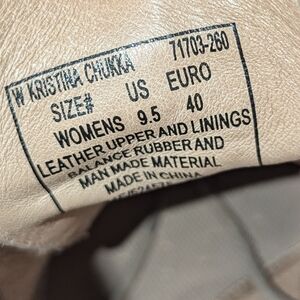 W KRISTINA CHUKKA 71703-260
SIZE# US EURO
WOMENS 9.5 40
LEATHER UPPER AND LININGS
BALANCE RUBBER AND
MAN MADE MATERIAL
MADE IN CHINA